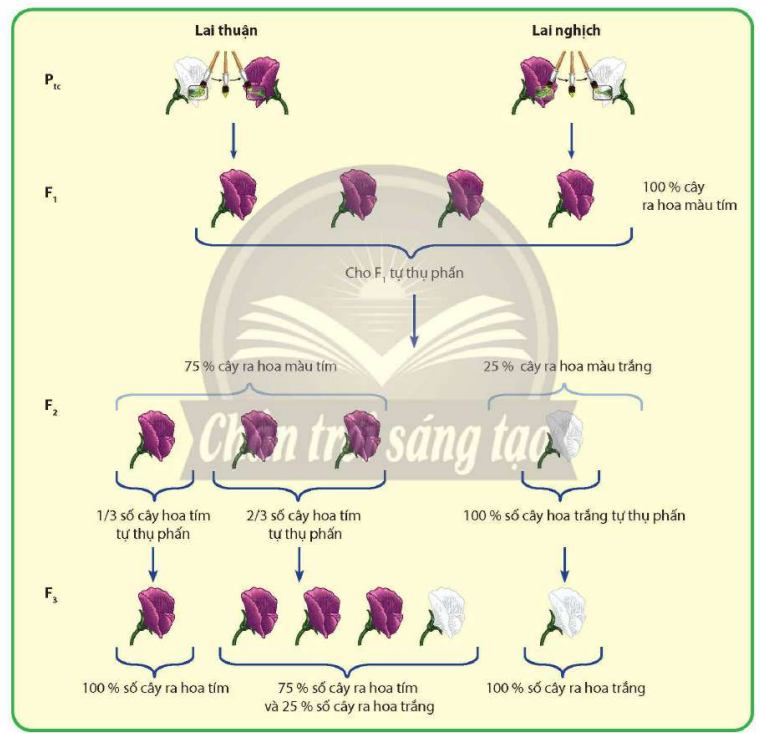 Lai thuận
Lai nghịch
Ptc
F1
100 % cây
ra hoa màu tím
Cho F1 tự thụ phấn
75 % cây ra hoa màu tím
25 % cây ra hoa màu trắng
F2
Chân trời sáng tạo
1/3 số cây hoa tím
tự thụ phấn
2/3 số cây hoa tím
tự thụ phấn
100 % số cây hoa trắng tự thụ phấn
F3
100 % số cây ra hoa tím
75 % số cây ra hoa tím
và 25 % số cây ra hoa trắng
100 % số cây ra hoa trắng